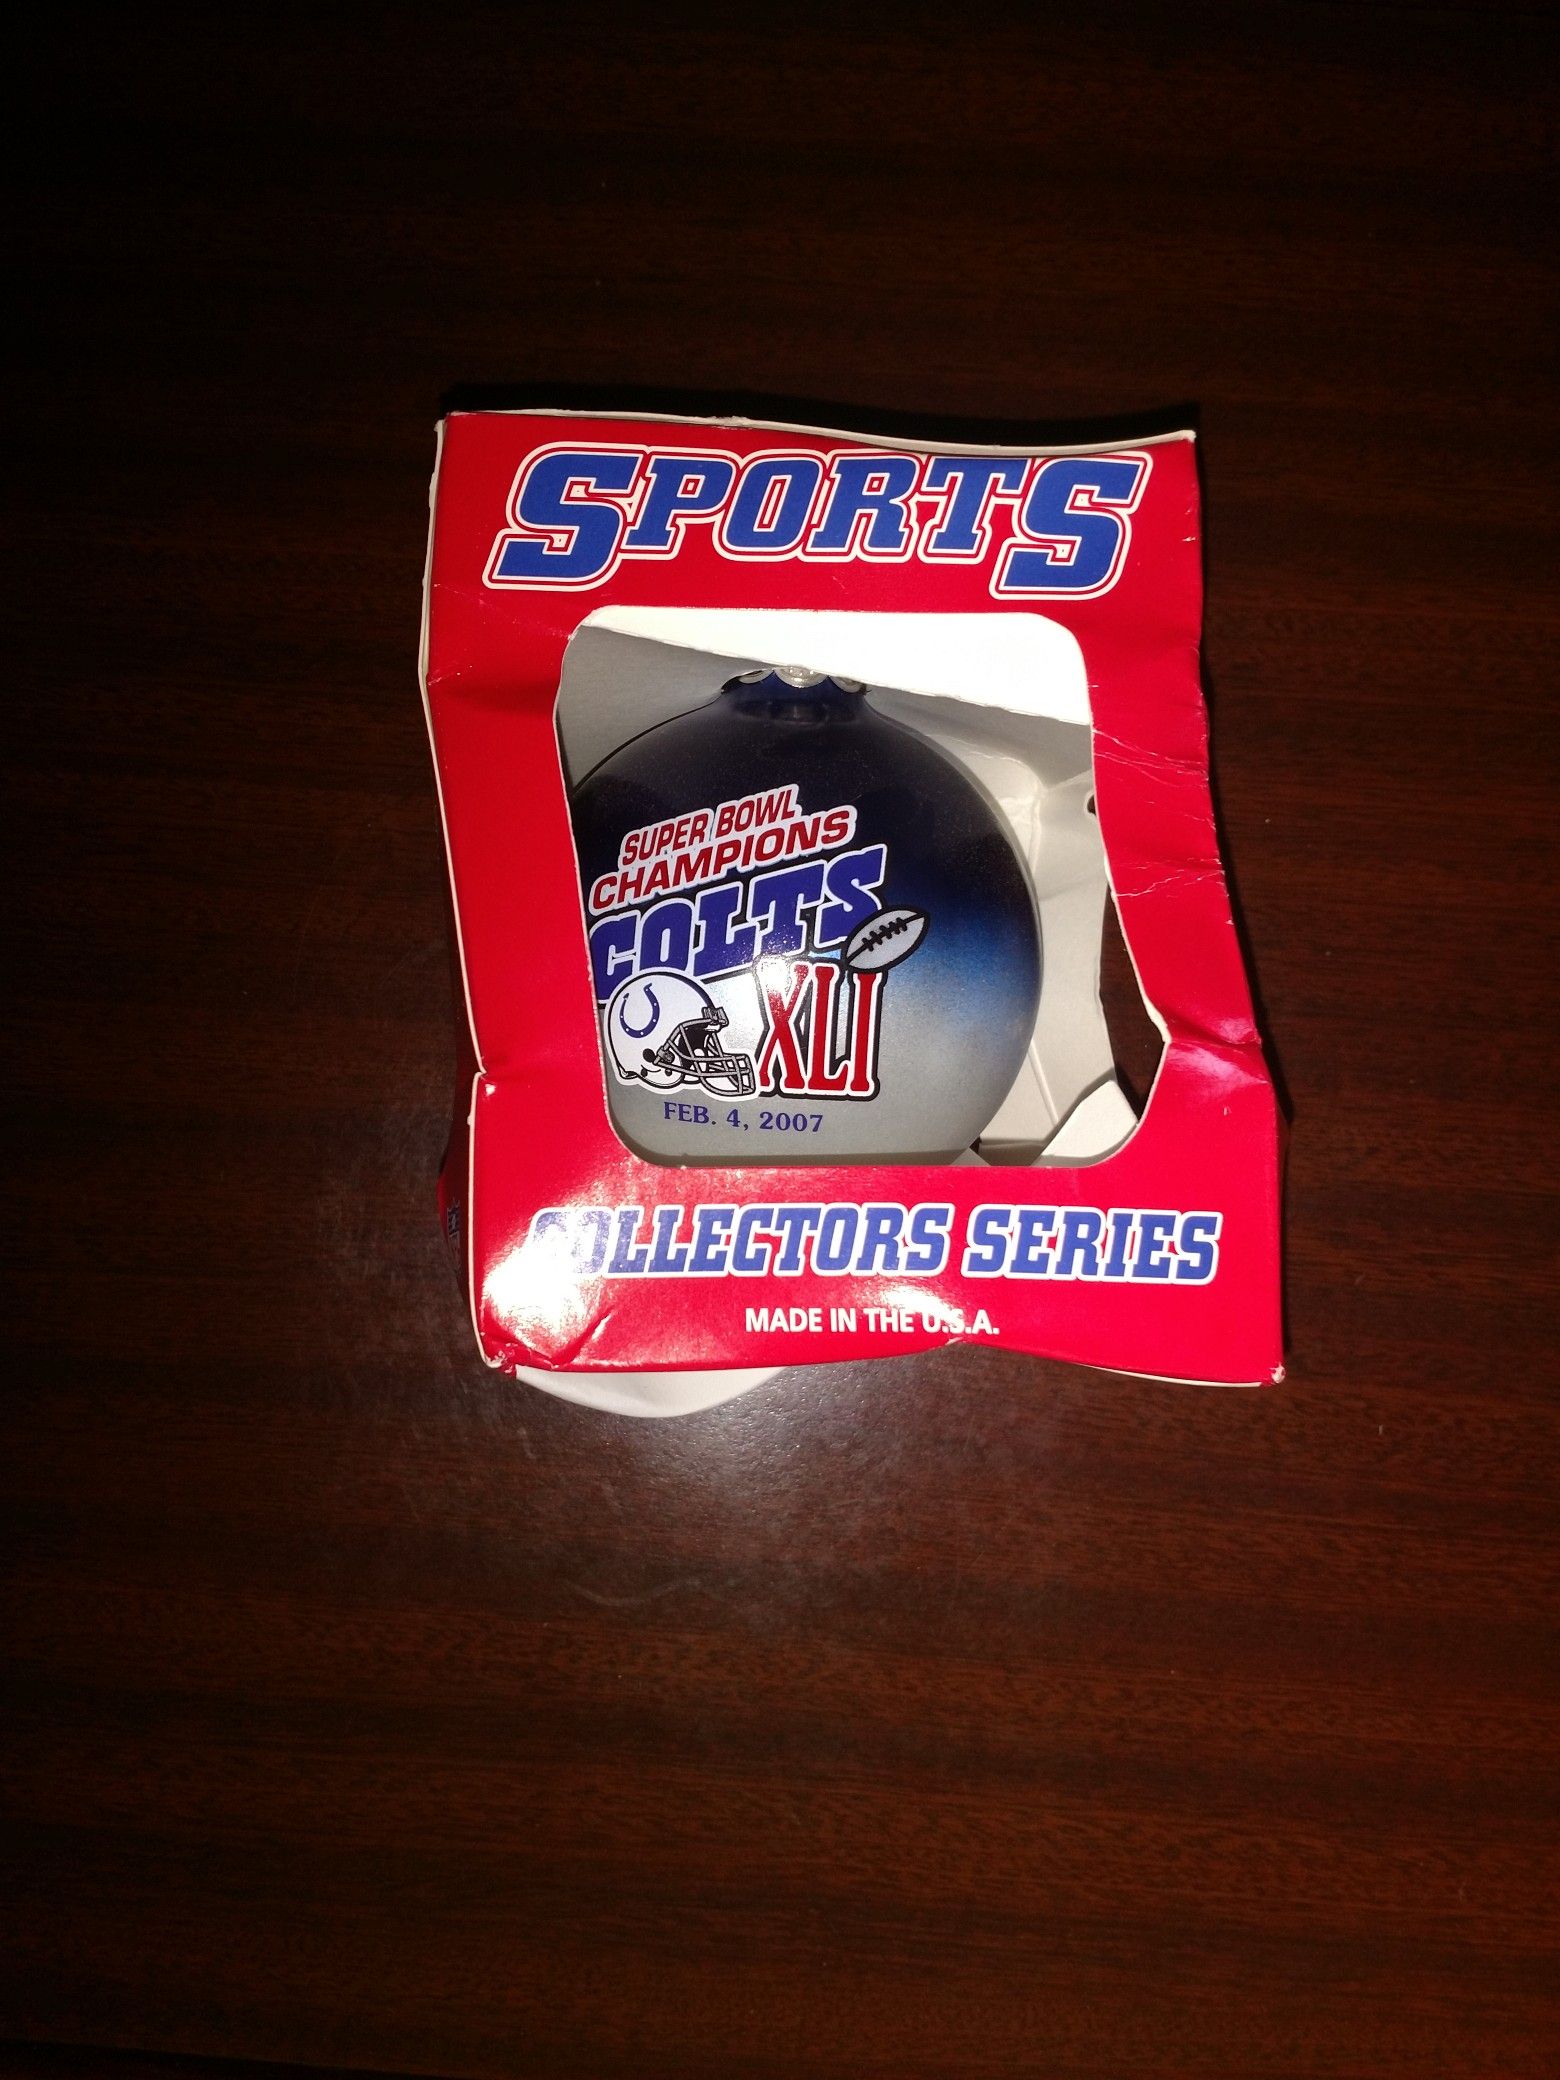 SPORTS
SUPER BOWL
CHAMPIONS
COLTS
XLI
FEB. 4, 2007
COLLECTORS SERIES
MADE IN THE U.S.A.